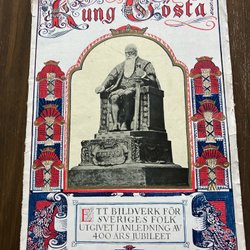 Kung Gösta
ETT BILDVERK FÖR
SVERIGES FOLK
UTGIVET I ANLEDNING AV
400 ÅRS JUBILEET